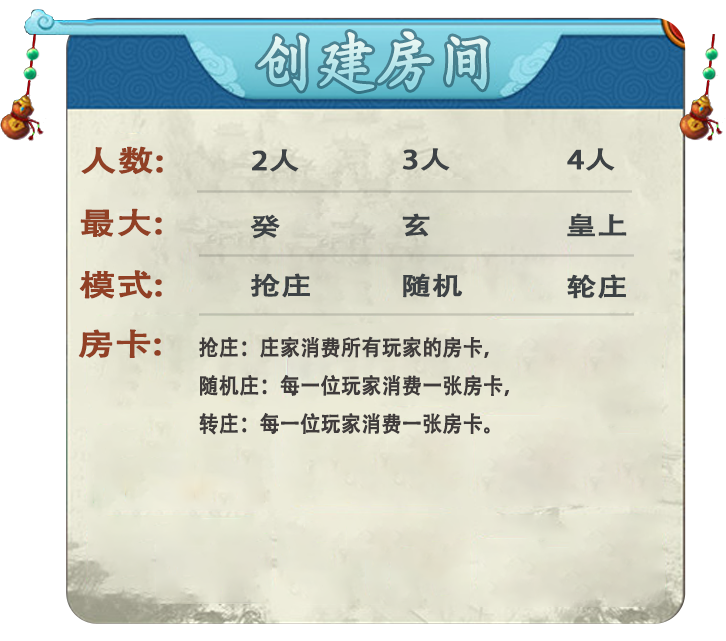 创建房间
人数: 2人 3人 4人
最大: 癸 玄 皇上
模式: 抢庄 随机 轮庄
房卡: 抢庄：庄家消费所有玩家的房卡,
随机庄：每一位玩家消费一张房卡,
转庄：每一位玩家消费一张房卡。